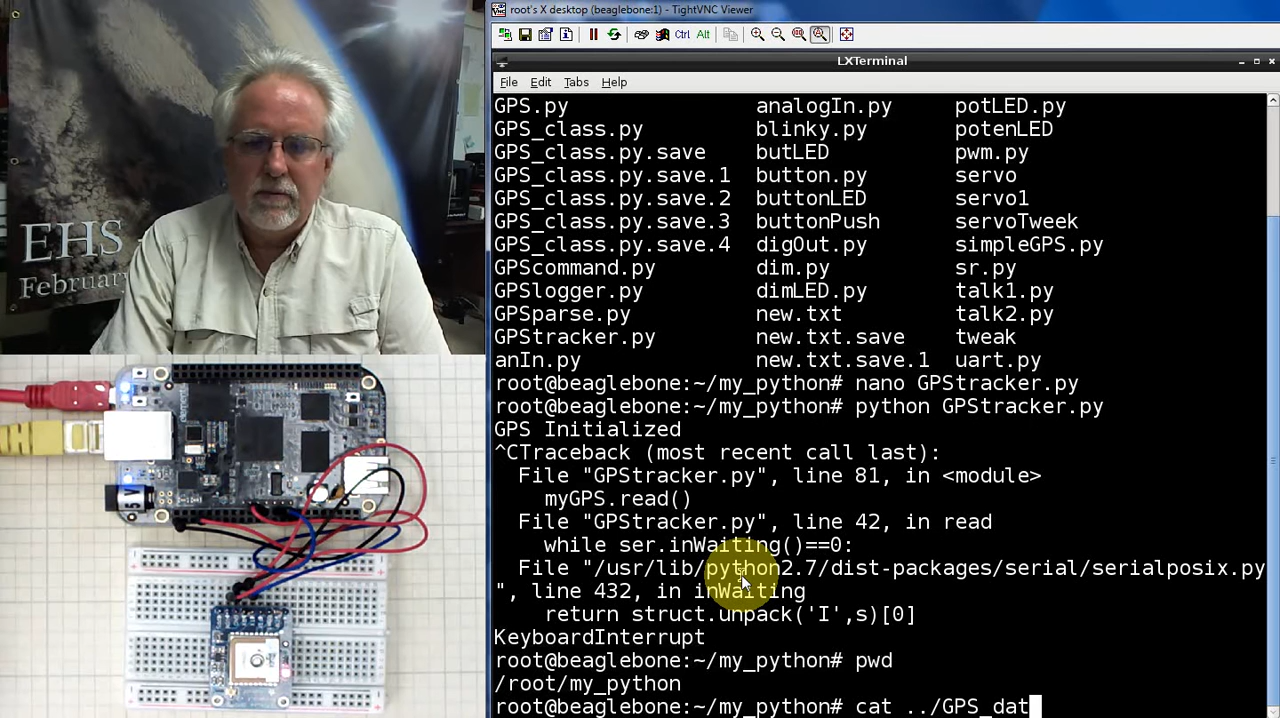 root's X desktop (beaglebone:1) - TightVNC Viewer
Ctrl Alt
LXTerminal
File Edit Tabs Help
GPS.py analogIn.py potLED.py
GPS_class.py blinky.py potenLED
GPS_class.py.save butLED pwm.py
GPS_class.py.save.1 button.py servo
GPS_class.py.save.2 buttonLED servo1
GPS_class.py.save.3 buttonPush servoTweek
GPS_class.py.save.4 digOut.py simpleGPS.py
GPScommand.py dim.py sr.py
GPSlogger.py dimLED.py talk1.py
GPSparse.py new.txt talk2.py
GPStracker.py new.txt.save tweak
anIn.py new.txt.save.1 uart.py
root@beaglebone:~/my_python# nano GPStracker.py
root@beaglebone:~/my_python# python GPStracker.py
GPS Initialized
^CTraceback (most recent call last):
File "GPStracker.py", line 81, in <module>
myGPS.read()
File "GPStracker.py", line 42, in read
while ser.inWaiting()==0:
File "/usr/lib/python2.7/dist-packages/serial/serialposix.py
", line 432, in inWaiting
return struct.unpack('I',s)[0]
KeyboardInterrupt
root@beaglebone:~/my_python# pwd
/root/my_python
root@beaglebone:~/my_python# cat ../GPS_dat
EHS
February
5V